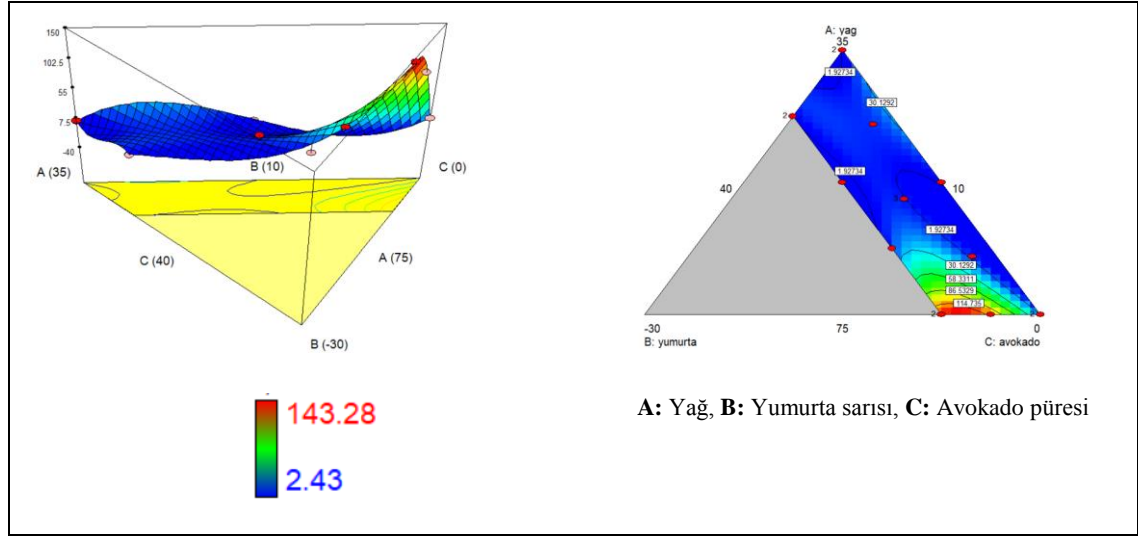 150
102.5
55
7.5
-40
A (35)
B (10)
C (0)
C (40)
A (75)
B (-30)
143.28
2.43
A: yag
35
2
1.92734
30.1292
2
1.92734
40
10
1.92734
30.1292
58.3311
86.5329
114.735
2
2
-30
75
0
B: yumurta
C: avokado
A: Yağ, B: Yumurta sarısı, C: Avokado püresi